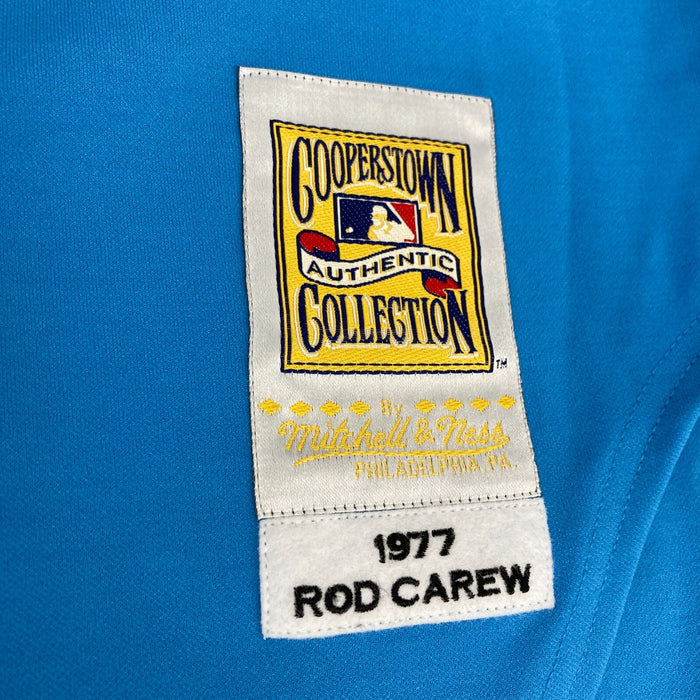 COOPERSTOWN
AUTHENTIC
COLLECTION
TM
By
Mitchell & Ness
PHILADELPHIA, PA.
1977
ROD CAREW